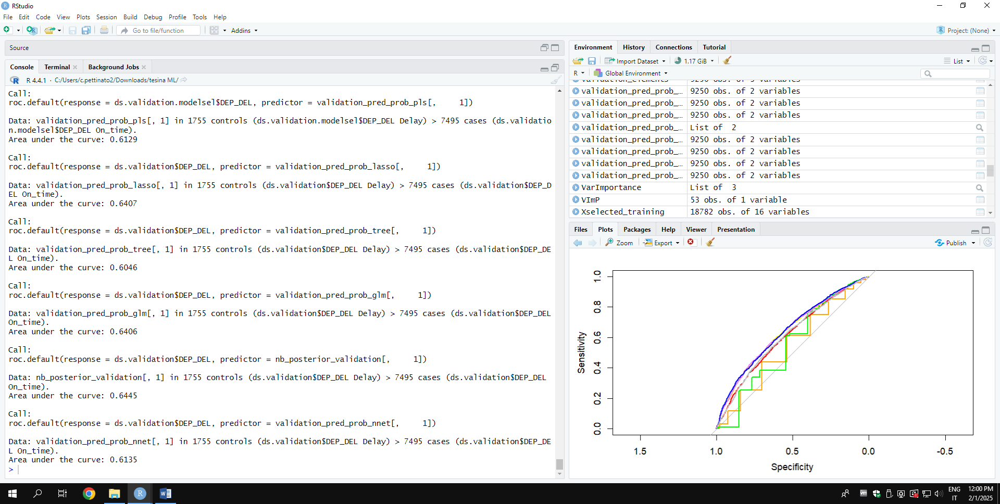 RStudio
File Edit Code View Plots Session Build Debug Profile Tools Help
Go to file/function Addins Project: (None)
Source
Console Terminal Background Jobs
R 4.4.1 · C:/Users/c.pettinato2/Downloads/tesina ML/
Call:
roc.default(response = ds.validation.modelsel$DEP_DEL, predictor = validation_pred_prob_pls[,     1])
Data: validation_pred_prob_pls[, 1] in 1755 controls (ds.validation.modelsel$DEP_DEL Delay) > 7495 cases (ds.validatio
n.modelsel$DEP_DEL On_time).
Area under the curve: 0.6129
Call:
roc.default(response = ds.validation$DEP_DEL, predictor = validation_pred_prob_lasso[,     1])
Data: validation_pred_prob_lasso[, 1] in 1755 controls (ds.validation$DEP_DEL Delay) > 7495 cases (ds.validation$DEP_D
EL On_time).
Area under the curve: 0.6407
Call:
roc.default(response = ds.validation$DEP_DEL, predictor = validation_pred_prob_tree[,     1])
Data: validation_pred_prob_tree[, 1] in 1755 controls (ds.validation$DEP_DEL Delay) > 7495 cases (ds.validation$DEP_DE
L On_time).
Area under the curve: 0.6046
Call:
roc.default(response = ds.validation$DEP_DEL, predictor = validation_pred_prob_glm[,     1])
Data: validation_pred_prob_glm[, 1] in 1755 controls (ds.validation$DEP_DEL Delay) > 7495 cases (ds.validation$DEP_DEL
On_time).
Area under the curve: 0.6406
Call:
roc.default(response = ds.validation$DEP_DEL, predictor = nb_posterior_validation[,     1])
Data: nb_posterior_validation[, 1] in 1755 controls (ds.validation$DEP_DEL Delay) > 7495 cases (ds.validation$DEP_DEL
On_time).
Area under the curve: 0.6445
Call:
roc.default(response = ds.validation$DEP_DEL, predictor = validation_pred_prob_nnet[,     1])
Data: validation_pred_prob_nnet[, 1] in 1755 controls (ds.validation$DEP_DEL Delay) > 7495 cases (ds.validation$DEP_DE
L On_time).
Area under the curve: 0.6135
>
Environment History Connections Tutorial
Import Dataset 1.17 GiB List
R Global Environment
validation_elements 9250 obs. of 3 variables
validation_pred_prob_… 9250 obs. of 2 variables
validation_pred_prob_… 9250 obs. of 2 variables
validation_pred_prob_… 9250 obs. of 2 variables
validation_pred_prob_… List of  2
validation_pred_prob_… 9250 obs. of 2 variables
validation_pred_prob_… 9250 obs. of 2 variables
validation_pred_prob_… 9250 obs. of 2 variables
validation_pred_prob_… 9250 obs. of 2 variables
VarImportance List of  3
VImP 53 obs. of 1 variable
Xselected_training 18782 obs. of 16 variables
Files Plots Packages Help Viewer Presentation
Zoom Export Publish
Sensitivity
1.0
0.8
0.6
0.4
0.2
0.0
1.5 1.0 0.5 0.0 -0.5
Specificity
ENG 12:00 PM
IT 2/1/2025